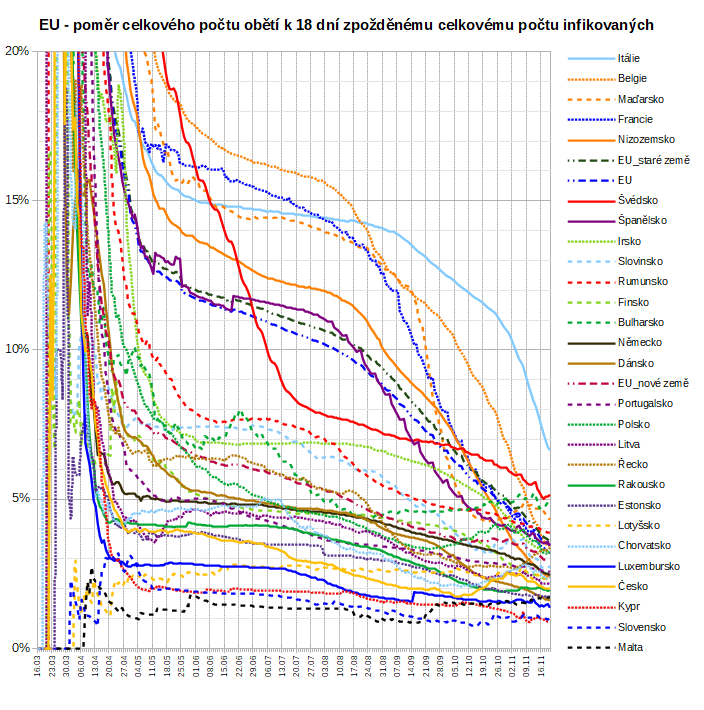 EU - poměr celkového počtu obětí k 18 dní zpožděnému celkovému počtu infikovaných
20%
15%
10%
5%
0%
16.03
23.03
30.03
06.04
13.04
20.04
27.04
04.05
11.05
18.05
25.05
01.06
08.06
15.06
22.06
29.06
06.07
13.07
20.07
27.07
03.08
10.08
17.08
24.08
31.08
07.09
14.09
21.09
28.09
05.10
12.10
19.10
26.10
02.11
09.11
16.11
Itálie
Belgie
Maďarsko
Francie
Nizozemsko
EU_staré země
EU
Švédsko
Španělsko
Irsko
Slovinsko
Rumunsko
Finsko
Bulharsko
Německo
Dánsko
EU_nové země
Portugalsko
Polsko
Litva
Řecko
Rakousko
Estonsko
Lotyšsko
Chorvatsko
Luxembursko
Česko
Kypr
Slovensko
Malta